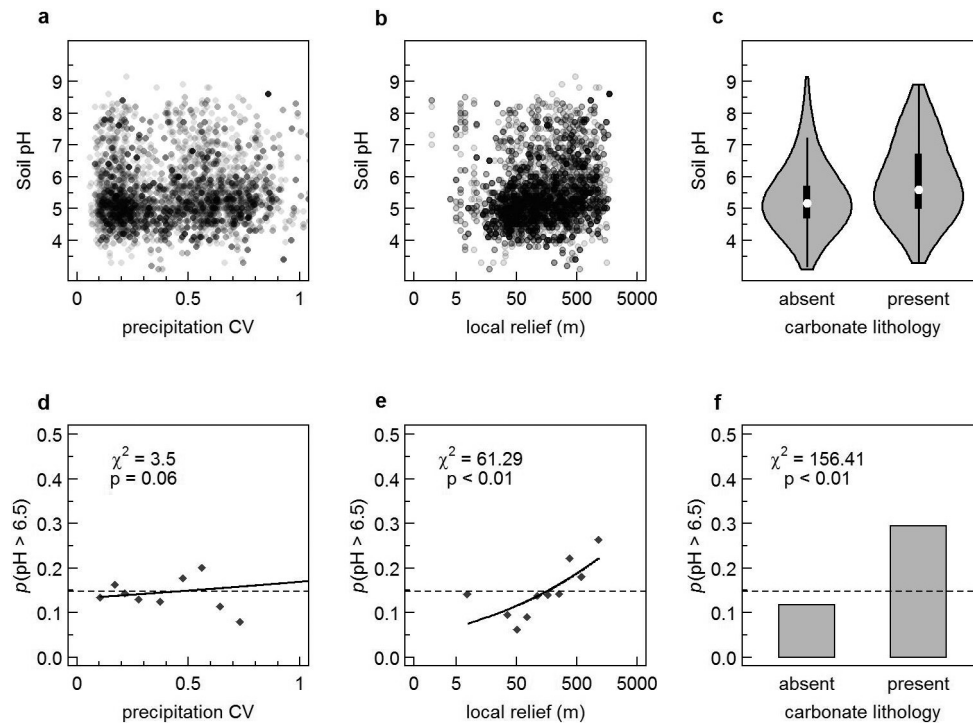 a
Soil pH
9
8
7
6
5
4
0
0.5
1
precipitation CV
b
Soil pH
9
8
7
6
5
4
0
5
50
500
5000
local relief (m)
c
Soil pH
9
8
7
6
5
4
absent
present
carbonate lithology
d
p(pH > 6.5)
0.5
0.4
0.3
0.2
0.1
0.0
χ² = 3.5
p = 0.06
0
0.5
1
precipitation CV
e
p(pH > 6.5)
0.5
0.4
0.3
0.2
0.1
0.0
χ² = 61.29
p < 0.01
0
5
50
500
5000
local relief (m)
f
p(pH > 6.5)
0.5
0.4
0.3
0.2
0.1
0.0
χ² = 156.41
p < 0.01
absent
present
carbonate lithology